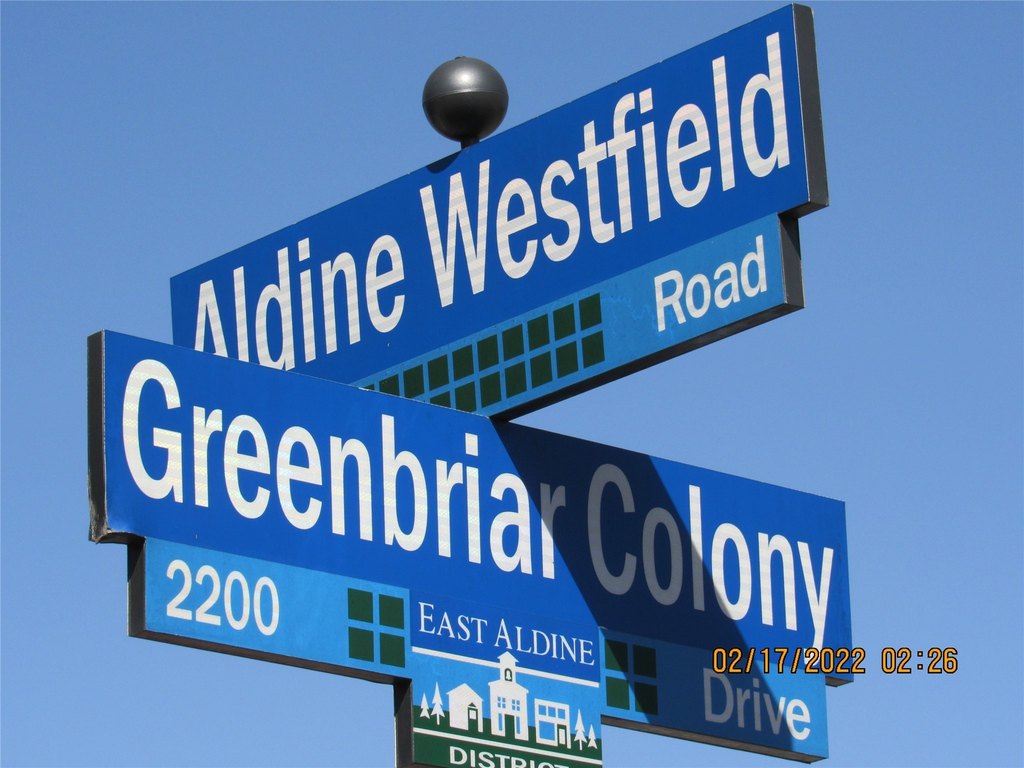 Aldine Westfield
Road
Greenbriar Colony
2200
EAST ALDINE
DISTRICT
Drive
02/17/2022 02:26